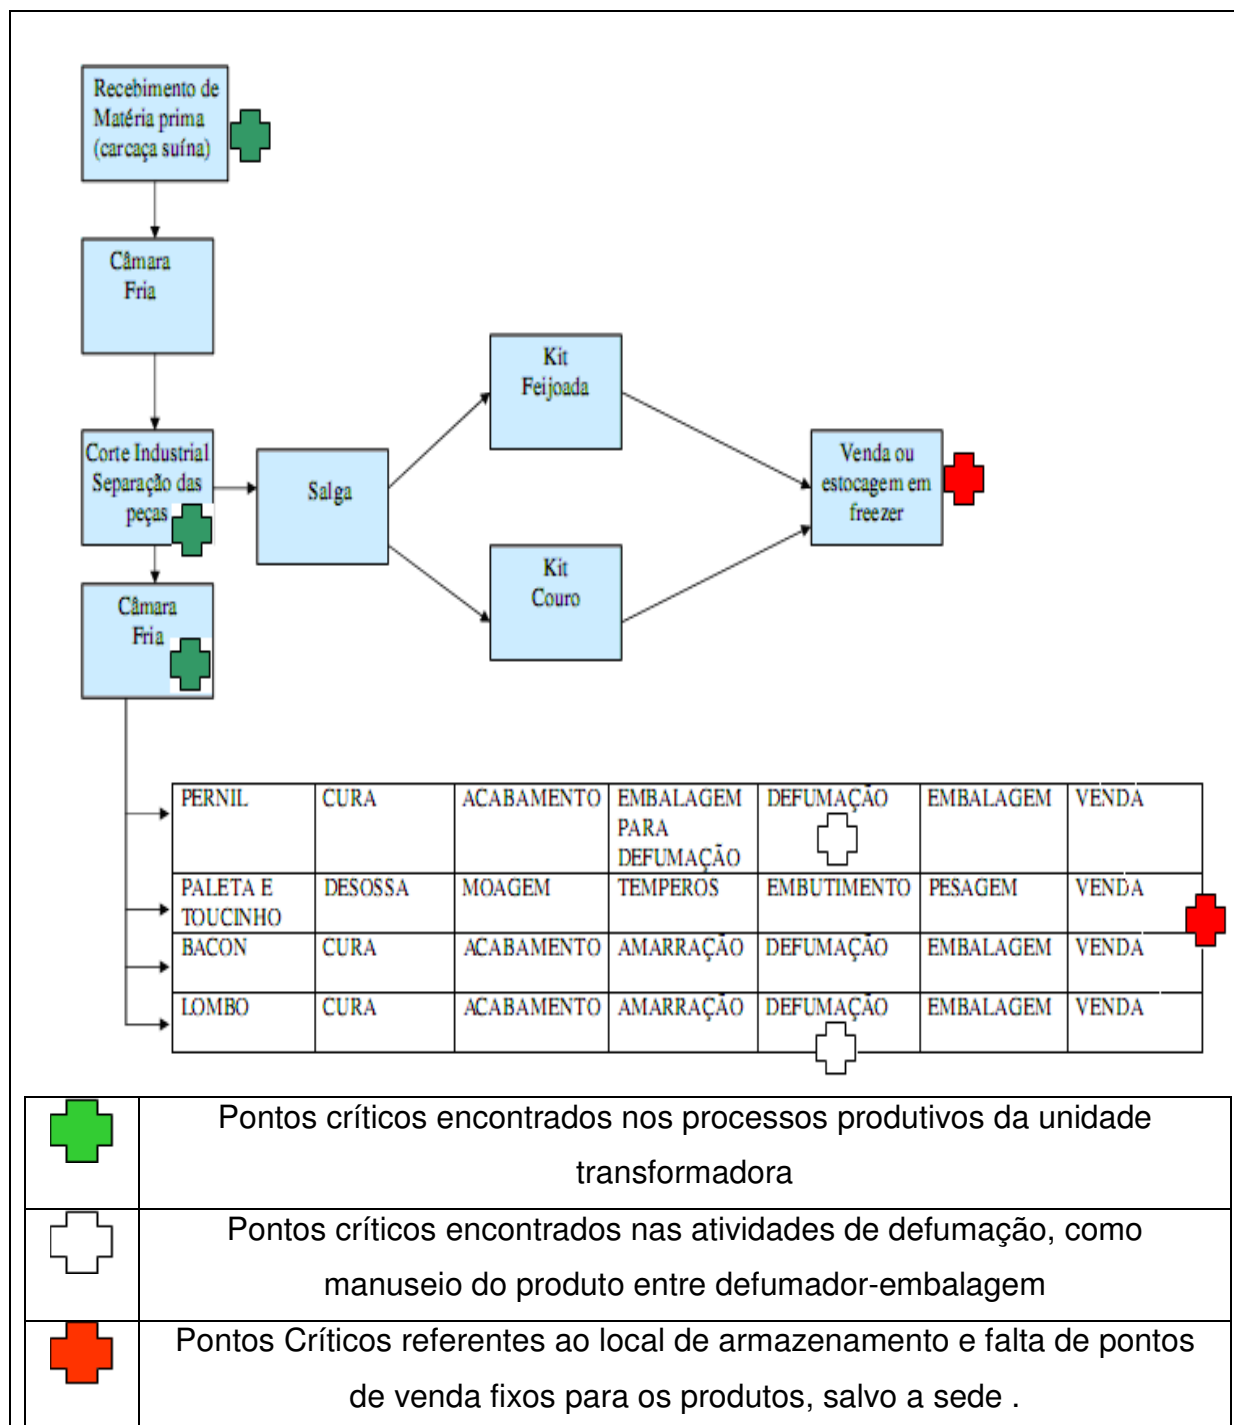 Recebimento de
Matéria prima
(carcaça suína)
Câmara
Fria
Corte Industrial
Separação das
peças
Salga
Kit
Feijoada
Kit
Couro
Venda ou
estocagem em
freezer
Câmara
Fria
PERNIL CURA ACABAMENTO EMBALAGEM DEFUMAÇÃO EMBALAGEM VENDA
PARA
DEFUMAÇÃO
PALETA E DESOSSA MOAGEM TEMPEROS EMBUTIMENTO PESAGEM VENDA
TOUCINHO
BACON CURA ACABAMENTO AMARRAÇÃO DEFUMAÇÃO EMBALAGEM VENDA
LOMBO CURA ACABAMENTO AMARRAÇÃO DEFUMAÇÃO EMBALAGEM VENDA
Pontos críticos encontrados nos processos produtivos da unidade
transformadora
Pontos críticos encontrados nas atividades de defumação, como
manuseio do produto entre defumador-embalagem
Pontos Críticos referentes ao local de armazenamento e falta de pontos
de venda fixos para os produtos, salvo a sede .